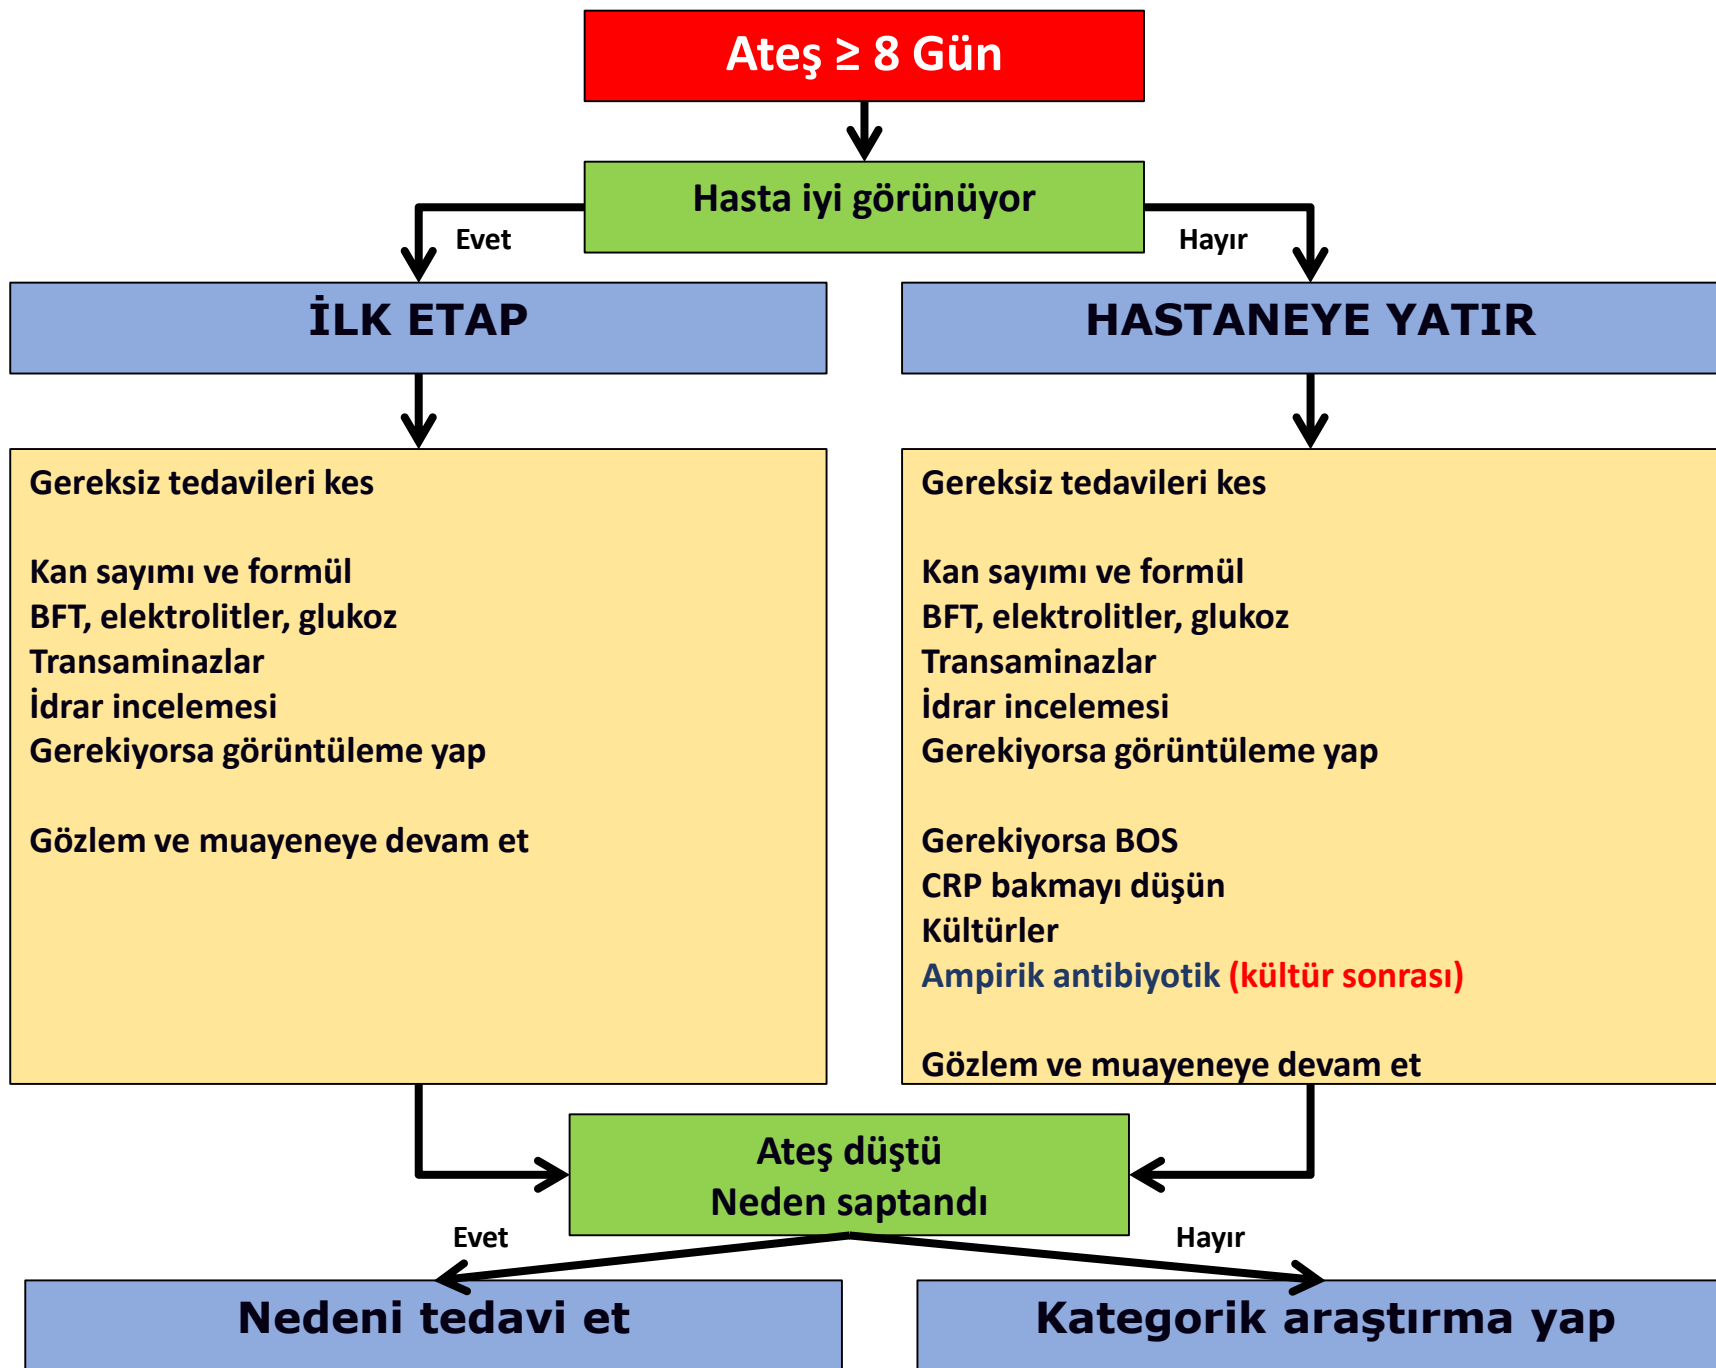 Ateş ≥ 8 Gün
Hasta iyi görünüyor
Evet
Hayır
İLK ETAP
HASTANEYE YATIR
Gereksiz tedavileri kes
Kan sayımı ve formül
BFT, elektrolitler, glukoz
Transaminazlar
İdrar incelemesi
Gerekiyorsa görüntüleme yap
Gözlem ve muayeneye devam et
Gereksiz tedavileri kes
Kan sayımı ve formül
BFT, elektrolitler, glukoz
Transaminazlar
İdrar incelemesi
Gerekiyorsa görüntüleme yap
Gerekiyorsa BOS
CRP bakmayı düşün
Kültürler
Ampirik antibiyotik (kültür sonrası)
Gözlem ve muayeneye devam et
Ateş düştü
Neden saptandı
Evet
Hayır
Nedeni tedavi et
Kategorik araştırma yap